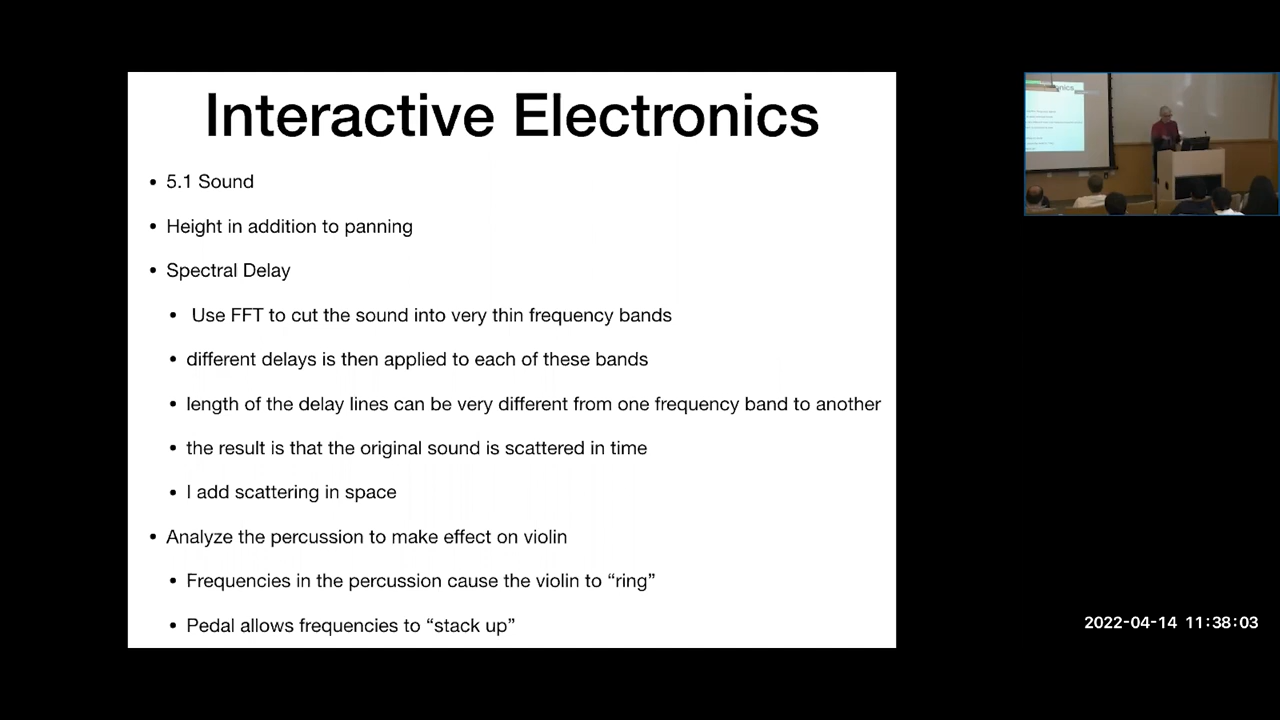 Interactive Electronics
• 5.1 Sound
• Height in addition to panning
• Spectral Delay
• Use FFT to cut the sound into very thin frequency bands
• different delays is then applied to each of these bands
• length of the delay lines can be very different from one frequency band to another
• the result is that the original sound is scattered in time
• I add scattering in space
• Analyze the percussion to make effect on violin
• Frequencies in the percussion cause the violin to “ring”
• Pedal allows frequencies to “stack up”
2022-04-14 11:38:03